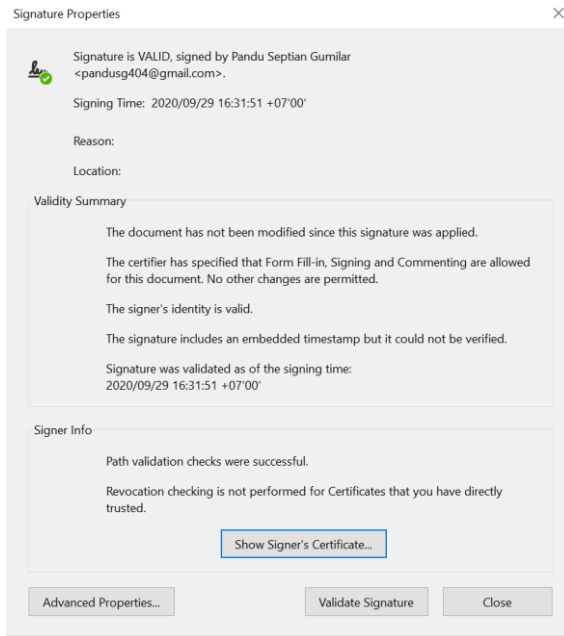 Signature Properties
Signature is VALID, signed by Pandu Septian Gumilar
<pandusg404@gmail.com>.
Signing Time: 2020/09/29 16:31:51 +07'00'
Reason:
Location:
Validity Summary
The document has not been modified since this signature was applied.
The certifier has specified that Form Fill-in, Signing and Commenting are allowed
for this document. No other changes are permitted.
The signer's identity is valid.
The signature includes an embedded timestamp but it could not be verified.
Signature was validated as of the signing time:
2020/09/29 16:31:51 +07'00'
Signer Info
Path validation checks were successful.
Revocation checking is not performed for Certificates that you have directly
trusted.
Show Signer's Certificate...
Advanced Properties...
Validate Signature
Close